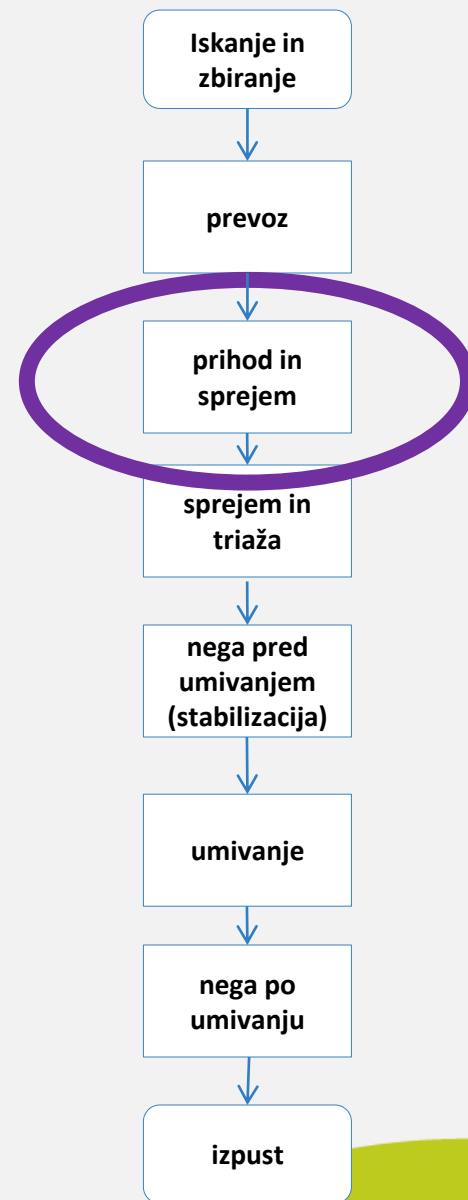 Iskanje in
zbiranje
prevoz
prihod in
sprejem
sprejem in
triaža
nega pred
umivanjem
(stabilizacija)
umivanje
nega po
umivanju
izpust